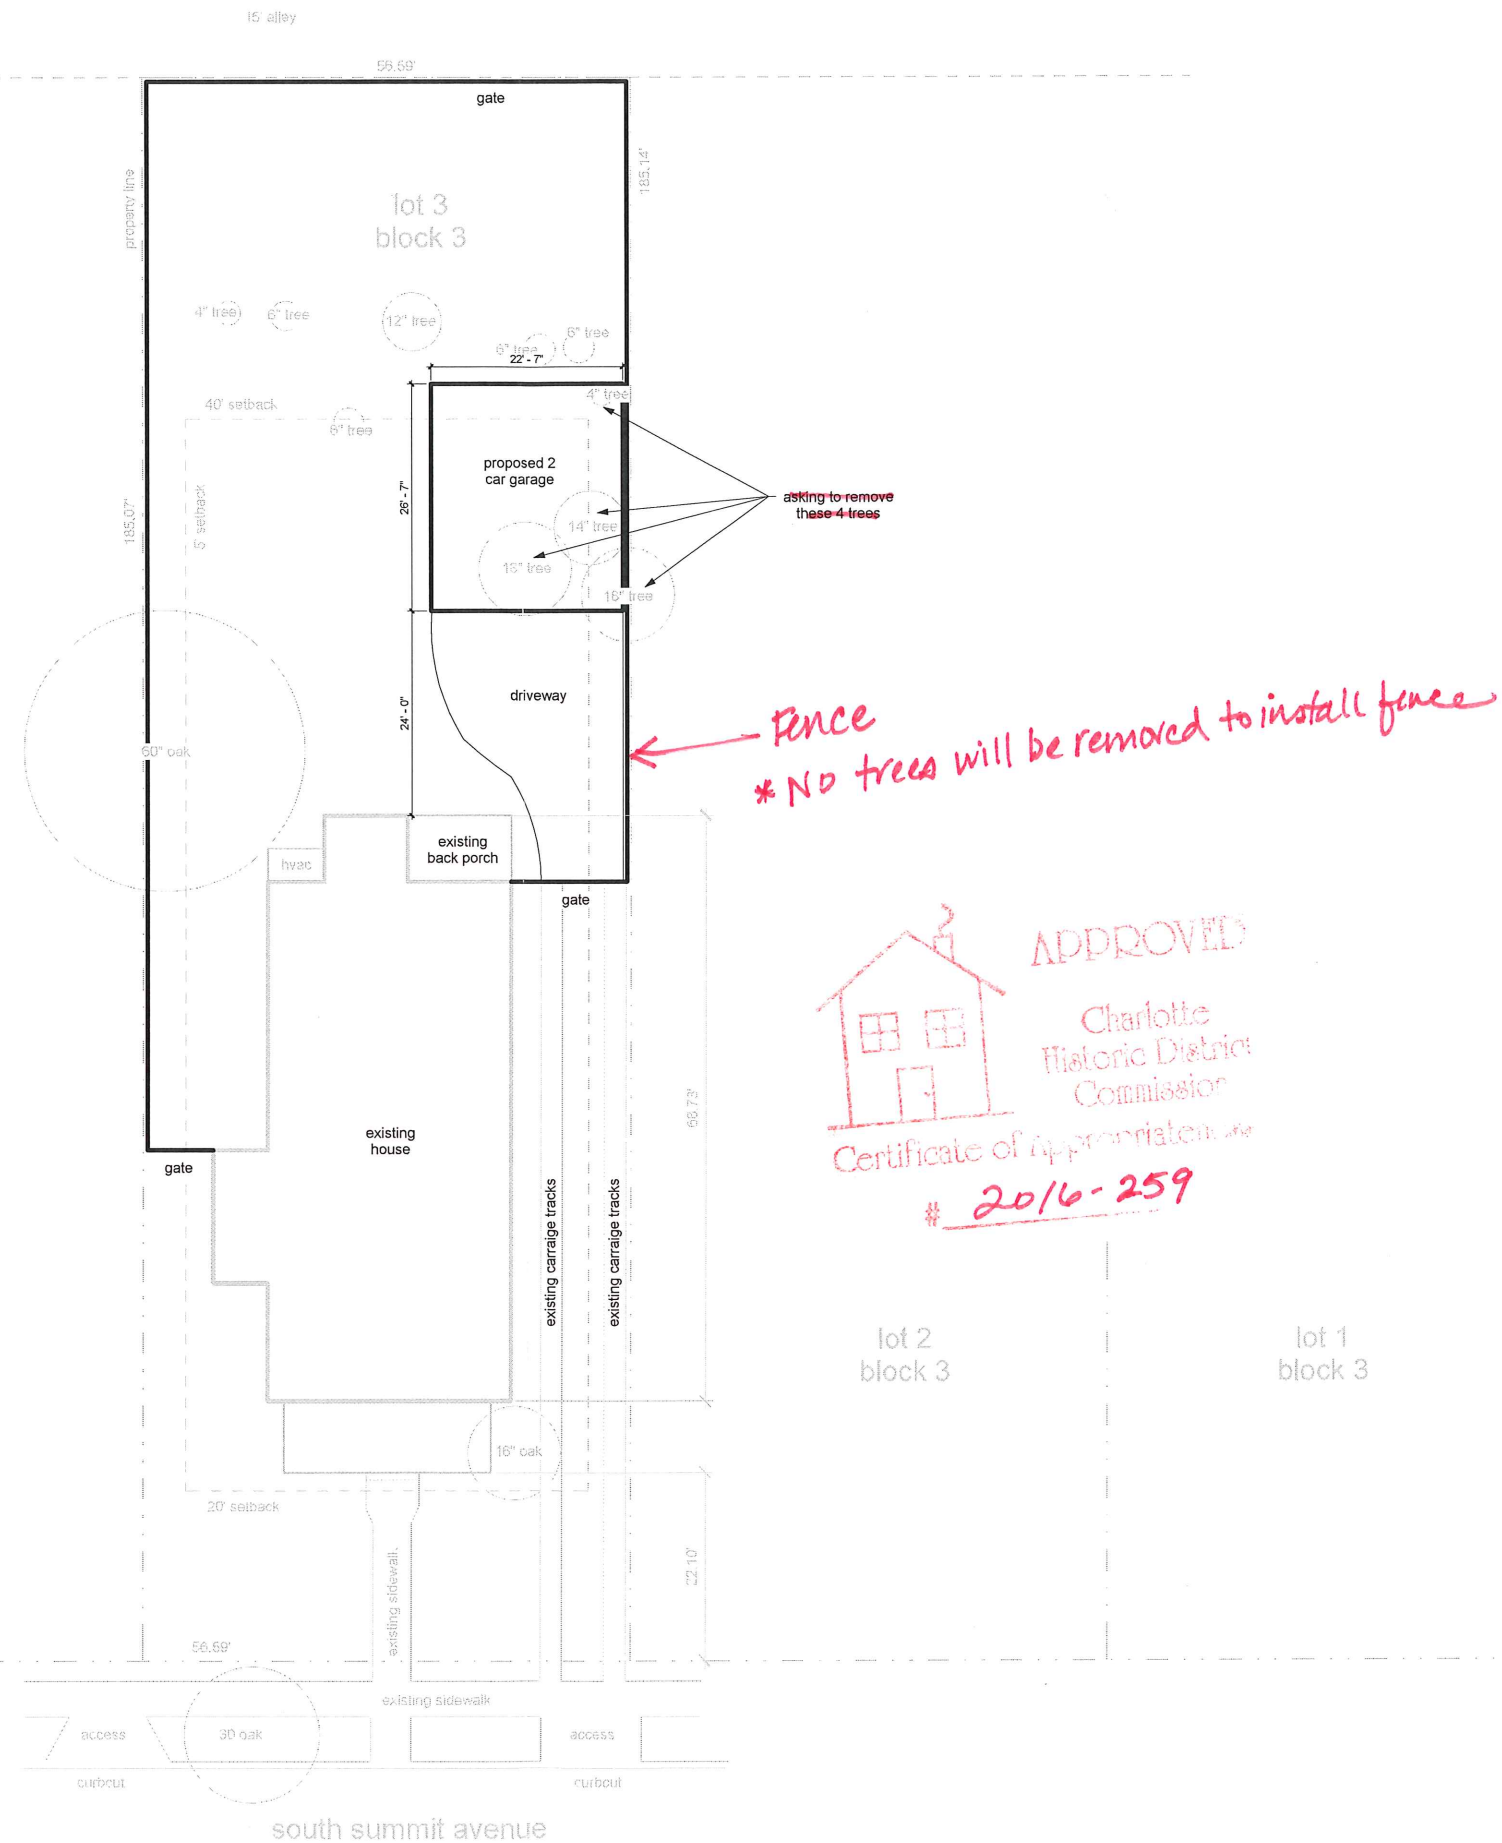 15' alley
56.59'
gate
property line
185.14'
lot 3
block 3
4" tree
6" tree
12" tree
6" tree
6" tree
22' - 7"
4" tree
40' setback
6" tree
proposed 2
car garage
26' - 7"
asking to remove
these 4 trees
185.07'
5' setback
14" tree
tree
16" tree
driveway
24' - 0"
Fence
* No trees will be removed to install fence
60" oak
existing
back porch
hvac
gate
APPROVED
Charlotte
Historic District
Commission
Certificate of Appropriateness
# 2016-259
68.73'
existing
house
gate
existing carraige tracks
existing carraige tracks
lot 2
block 3
lot 1
block 3
16" oak
20' setback
22.10'
existing sidewalk
56.59'
existing sidewalk
access
30 oak
access
curbcut
curbcut
south summit avenue